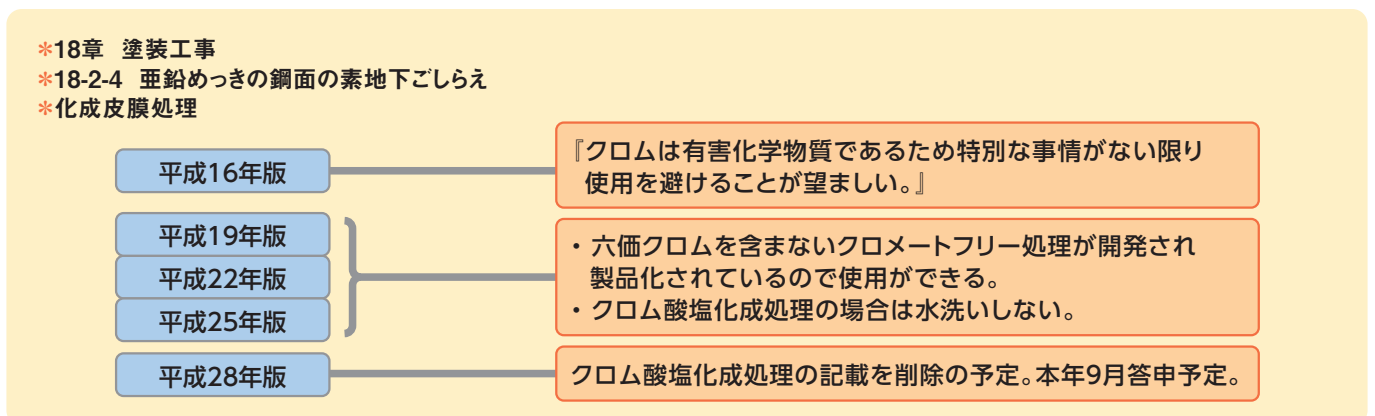 ＊18章 塗装工事
＊18-2-4 亜鉛めっきの鋼面の素地下ごしらえ
＊化成皮膜処理
平成16年版
『クロムは有害化学物質であるため特別な事情がない限り
使用を避けることが望ましい。』
平成19年版
平成22年版
平成25年版
・六価クロムを含まないクロメートフリー処理が開発され
製品化されているので使用ができる。
・クロム酸塩化成処理の場合は水洗いしない。
平成28年版
クロム酸塩化成処理の記載を削除の予定。本年9月答申予定。